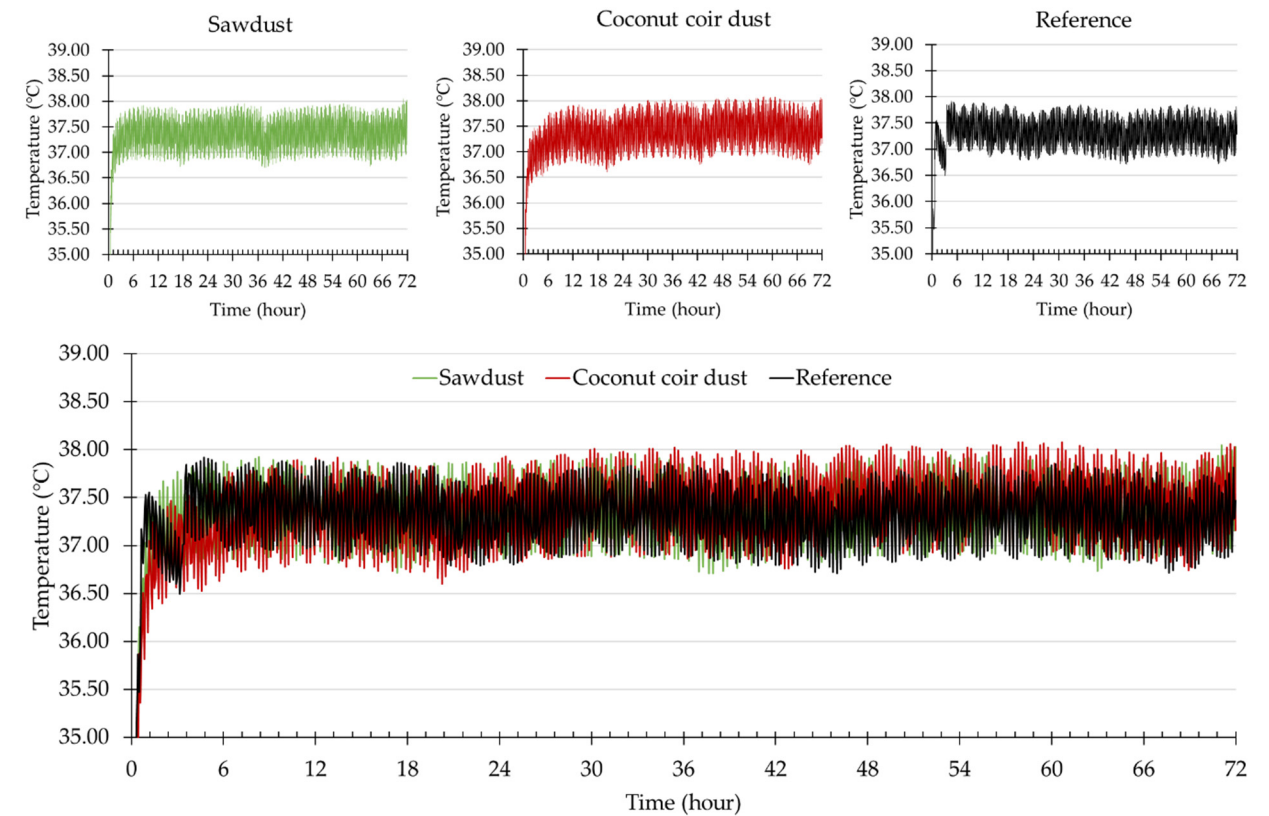 Sawdust
39.00
38.50
38.00
37.50
37.00
36.50
36.00
35.50
35.00
Temperature (°C)
0 6 12 18 24 30 36 42 48 54 60 66 72
Time (hour)
Coconut coir dust
39.00
38.50
38.00
37.50
37.00
36.50
36.00
35.50
35.00
Temperature (°C)
0 6 12 18 24 30 36 42 48 54 60 66 72
Time (hour)
Reference
39.00
38.50
38.00
37.50
37.00
36.50
36.00
35.50
35.00
Temperature (°C)
0 6 12 18 24 30 36 42 48 54 60 66 72
Time (hour)
Sawdust Coconut coir dust Reference
39.00
38.50
38.00
37.50
37.00
36.50
36.00
35.50
35.00
Temperature (°C)
0 6 12 18 24 30 36 42 48 54 60 66 72
Time (hour)